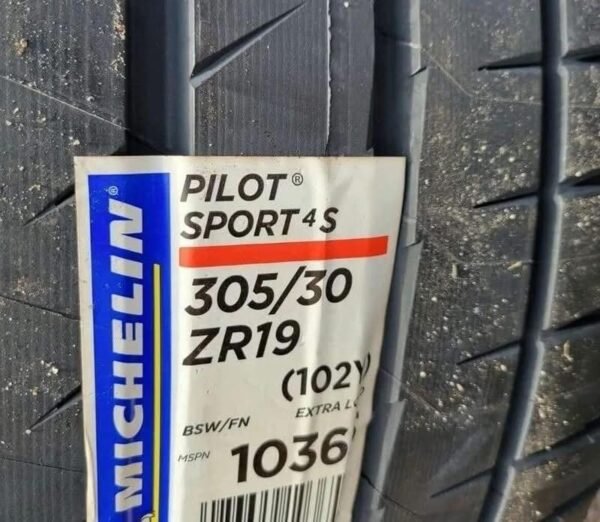 MICHELIN®
PILOT®
SPORT 4 S
305/30
ZR19
(102Y
EXTRA
BSW/FN
MSPN 1036